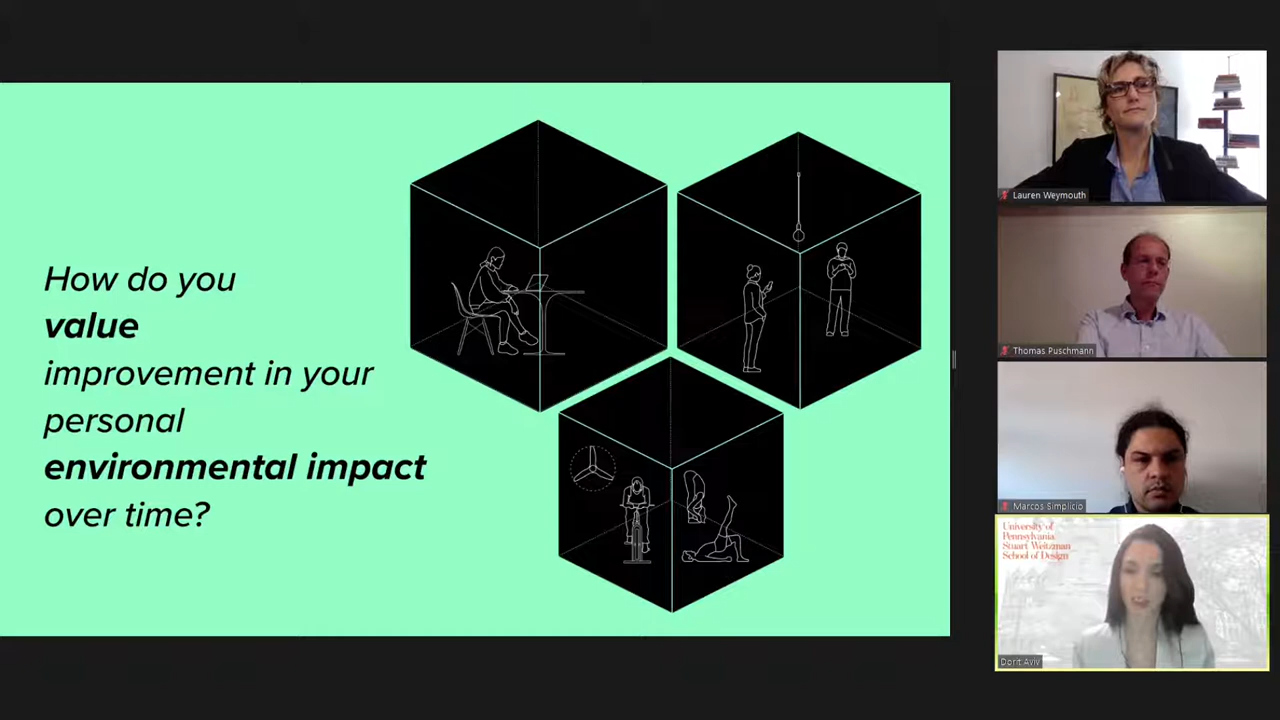 How do you
value
improvement in your
personal
environmental impact
over time?
Lauren Weymouth
Thomas Puschmann
Marcos Simplicio
University of
Pennsylvania
Stuart Weitzman
School of Design
Dorit Aviv